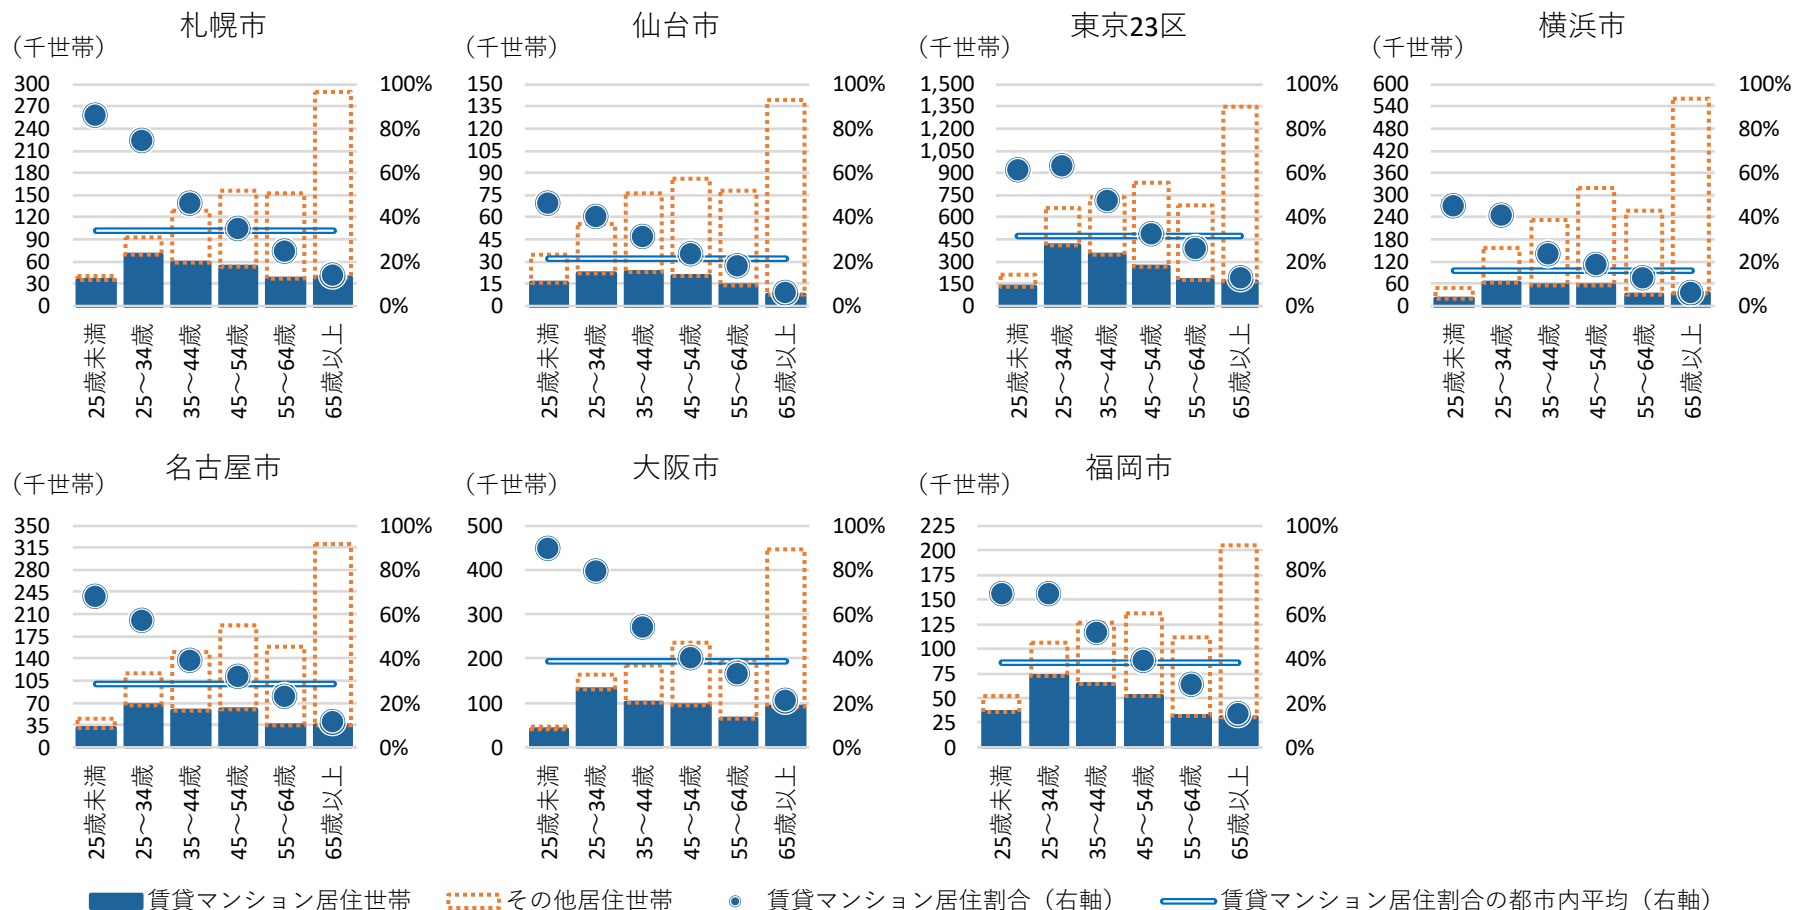 札幌市
(千世帯)
300
270
240
210
180
150
120
90
60
30
0
100%
80%
60%
40%
20%
0%
25歳未満
25～34歳
35～44歳
45～54歳
55～64歳
65歳以上
仙台市
(千世帯)
150
135
120
105
90
75
60
45
30
15
0
100%
80%
60%
40%
20%
0%
25歳未満
25～34歳
35～44歳
45～54歳
55～64歳
65歳以上
東京23区
(千世帯)
1,500
1,350
1,200
1,050
900
750
600
450
300
150
0
100%
80%
60%
40%
20%
0%
25歳未満
25～34歳
35～44歳
45～54歳
55～64歳
65歳以上
横浜市
(千世帯)
600
540
480
420
360
300
240
180
120
60
0
100%
80%
60%
40%
20%
0%
25歳未満
25～34歳
35～44歳
45～54歳
55～64歳
65歳以上
名古屋市
(千世帯)
350
315
280
245
210
175
140
105
70
35
0
100%
80%
60%
40%
20%
0%
25歳未満
25～34歳
35～44歳
45～54歳
55～64歳
65歳以上
大阪市
(千世帯)
500
400
300
200
100
0
100%
80%
60%
40%
20%
0%
25歳未満
25～34歳
35～44歳
45～54歳
55～64歳
65歳以上
福岡市
(千世帯)
225
200
175
150
125
100
75
50
25
0
100%
80%
60%
40%
20%
0%
25歳未満
25～34歳
35～44歳
45～54歳
55～64歳
65歳以上
賃貸マンション居住世帯 その他居住世帯 賃貸マンション居住割合（右軸） 賃貸マンション居住割合の都市内平均（右軸）